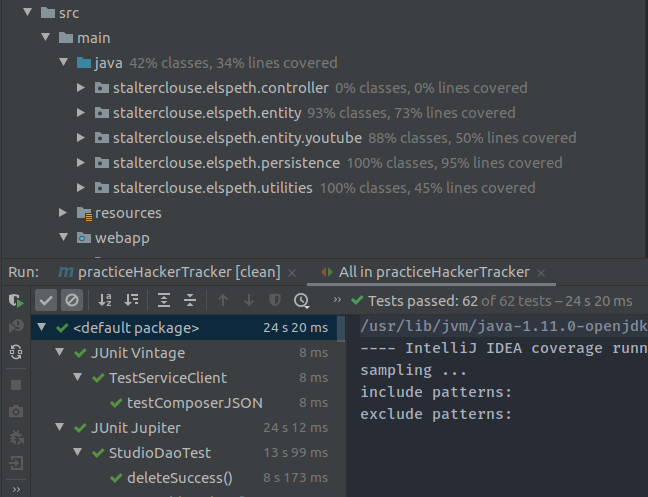 src
main
java 42% classes, 34% lines covered
stalterclouse.elspeth.controller 0% classes, 0% lines covered
stalterclouse.elspeth.entity 93% classes, 73% lines covered
stalterclouse.elspeth.entity.youtube 88% classes, 50% lines covered
stalterclouse.elspeth.persistence 100% classes, 95% lines covered
stalterclouse.elspeth.utilities 100% classes, 45% lines covered
resources
webapp
Run: practiceHackerTracker [clean] × All in practiceHackerTracker ×
» Tests passed: 62 of 62 tests – 24 s 20 ms
<default package> 24 s 20 ms
JUnit Vintage 8 ms
TestServiceClient 8 ms
testComposerJSON 8 ms
JUnit Jupiter 24 s 12 ms
StudioDaoTest 13 s 99 ms
deleteSuccess() 8 s 173 ms
/usr/lib/jvm/java-1.11.0-openjdk
---- IntelliJ IDEA coverage runn
sampling ...
include patterns:
exclude patterns:
»